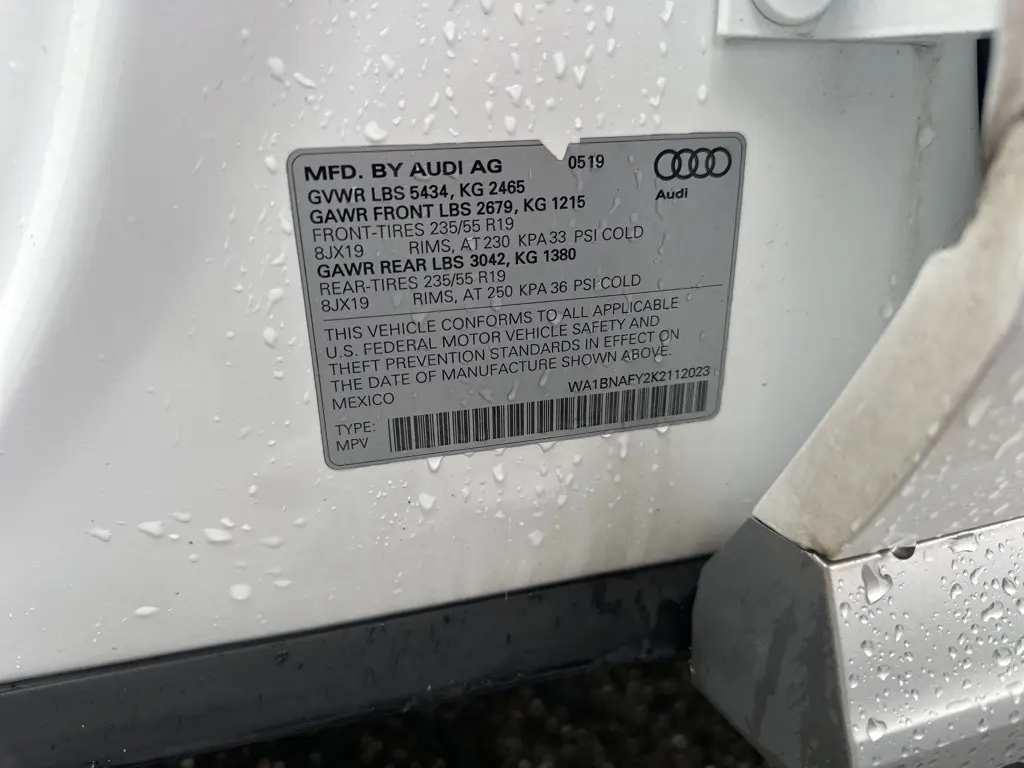 MFD. BY AUDI AG 0519
Audi
GVWR LBS 5434, KG 2465
GAWR FRONT LBS 2679, KG 1215
FRONT-TIRES 235/55 R19
8JX19 RIMS, AT 230 KPA 33 PSI COLD
GAWR REAR LBS 3042, KG 1380
REAR-TIRES 235/55 R19
8JX19 RIMS, AT 250 KPA 36 PSI COLD
THIS VEHICLE CONFORMS TO ALL APPLICABLE
U.S. FEDERAL MOTOR VEHICLE SAFETY AND
THEFT PREVENTION STANDARDS IN EFFECT ON
THE DATE OF MANUFACTURE SHOWN ABOVE.
MEXICO WA1BNAFY2K2112023
TYPE:
MPV